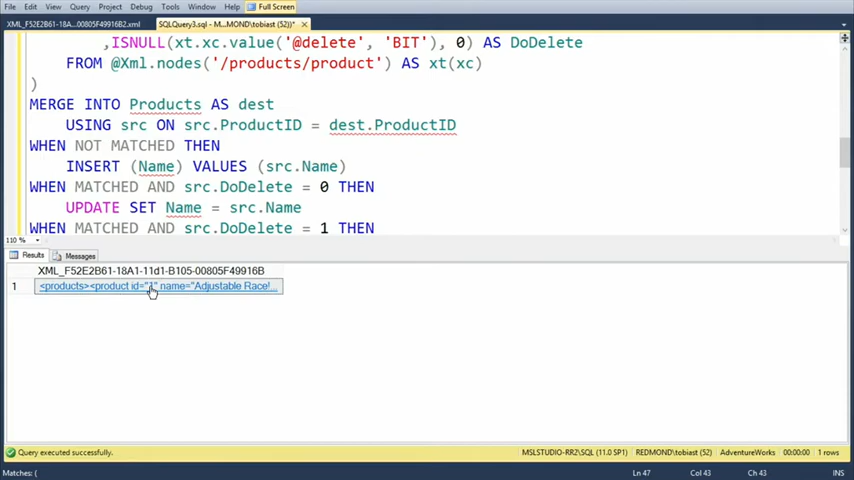 File Edit View Query Project Debug Tools Window Help Full Screen
XML_F52E2B61-18A...00805F49916B2.xml SQLQuery3.sql - M...MOND\tobiast (52))*
,ISNULL(xt.xc.value('@delete', 'BIT'), 0) AS DoDelete
FROM @Xml.nodes('/products/product') AS xt(xc)
)
MERGE INTO Products AS dest
USING src ON src.ProductID = dest.ProductID
WHEN NOT MATCHED THEN
INSERT (Name) VALUES (src.Name)
WHEN MATCHED AND src.DoDelete = 0 THEN
UPDATE SET Name = src.Name
WHEN MATCHED AND src.DoDelete = 1 THEN
110 %
Results Messages
XML_F52E2B61-18A1-11d1-B105-00805F49916B
1 <products><product id="1" name="Adjustable Race"...
Query executed successfully. MSLSTUDIO-RR2\SQL (11.0 SP1) REDMOND\tobiast (52) AdventureWorks 00:00:00 1 rows
Matches: ( Ln 47 Col 43 Ch 43 INS